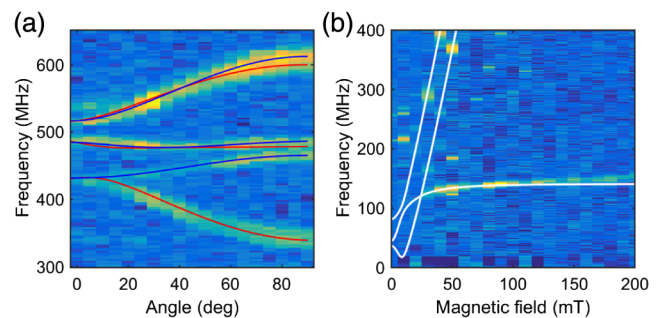 (a)
600
500
400
300
Frequency (MHz)
0 20 40 60 80
Angle (deg)
(b)
400
300
200
100
0
Frequency (MHz)
0 50 100 150 200
Magnetic field (mT)